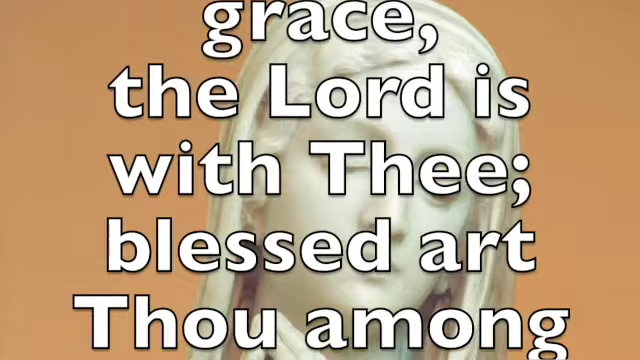 grace,
the Lord is
with Thee;
blessed art
Thou among